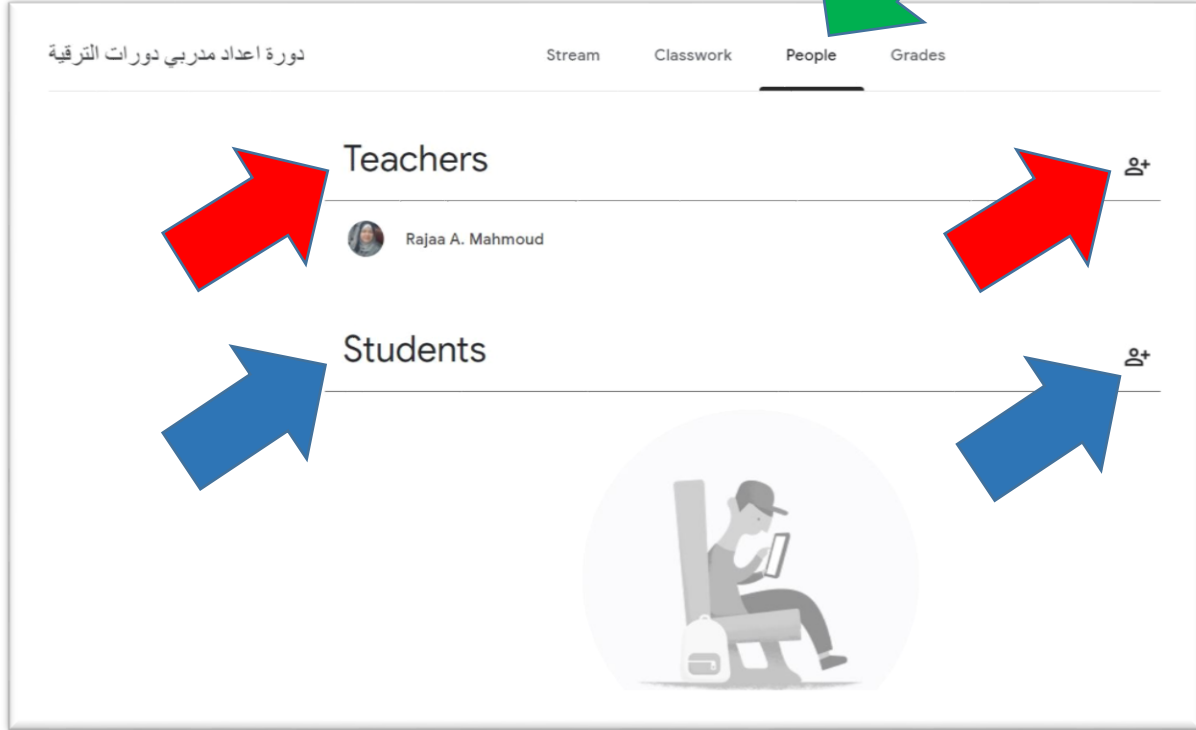 دورة اعداد مدربي دورات الترقية
Stream Classwork People Grades
Teachers
Rajaa A. Mahmoud
Students